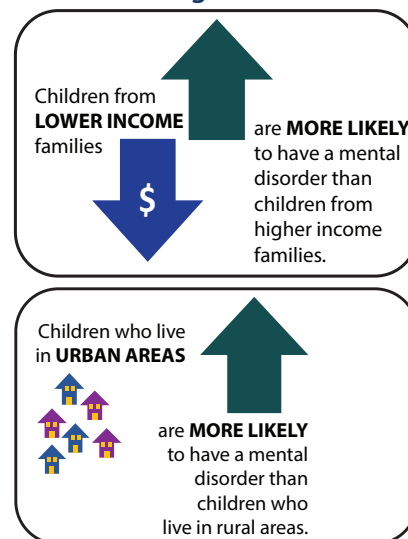 Children from
LOWER INCOME
families
$
are MORE LIKELY
to have a mental
disorder than
children from
higher income
families.
Children who live
in URBAN AREAS
are MORE LIKELY
to have a mental
disorder than
children who
live in rural areas.